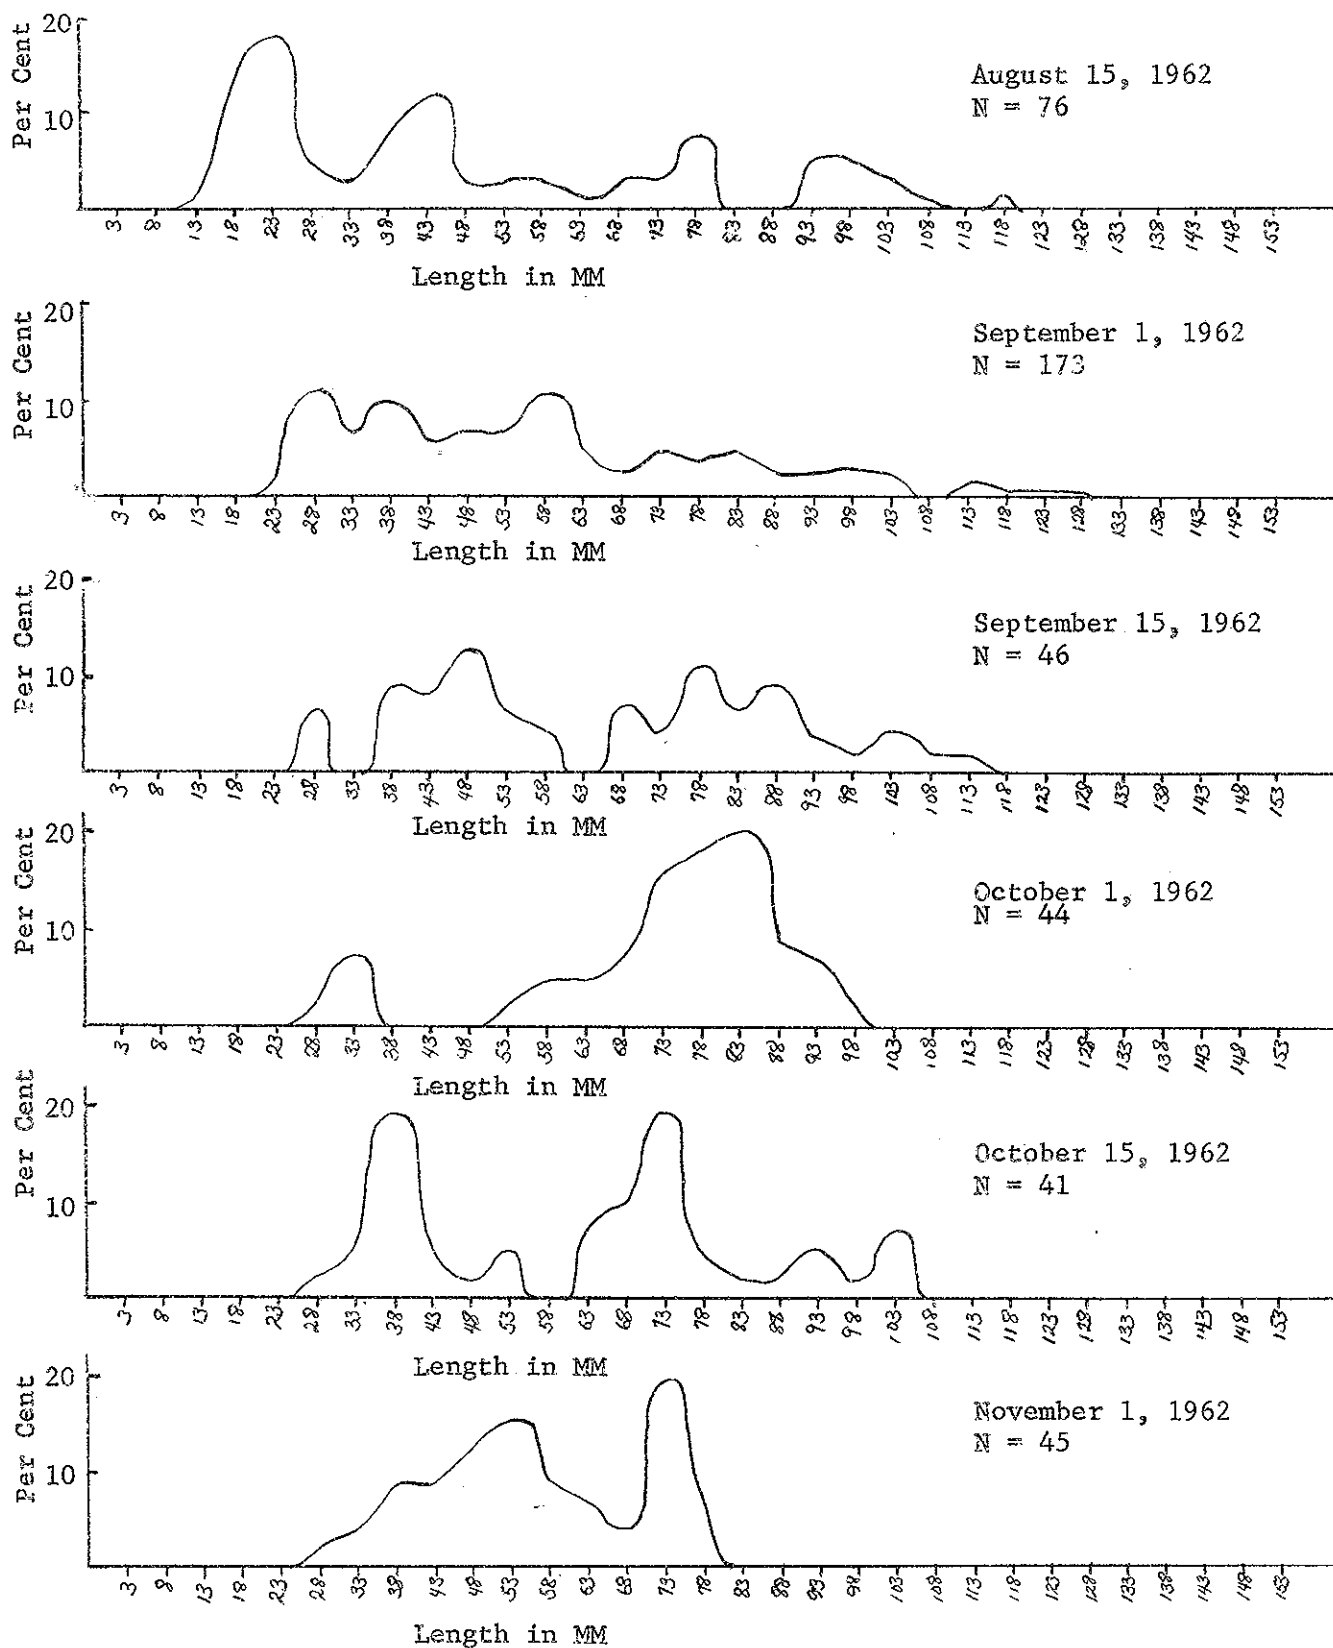 20
Per Cent
10
August 15, 1962
N = 76
3 8 13 18 23 28 33 38 43 48 53 58 63 68 73 78 83 88 93 98 103 108 113 118 123 128 133 138 143 148 153
Length in MM
20
Per Cent
10
September 1, 1962
N = 173
3 8 13 18 23 28 33 38 43 48 53 58 63 68 73 78 83 88 93 98 103 108 113 118 123 128 133 138 143 148 153
Length in MM
20
Per Cent
10
September 15, 1962
N = 46
3 8 13 18 23 28 33 38 43 48 53 58 63 68 73 78 83 88 93 98 103 108 113 118 123 128 133 138 143 148 153
Length in MM
20
Per Cent
10
October 1, 1962
N = 44
3 8 13 18 23 28 33 38 43 48 53 58 63 68 73 78 83 88 93 98 103 108 113 118 123 128 133 138 143 148 153
Length in MM
20
Per Cent
10
October 15, 1962
N = 41
3 8 13 18 23 28 33 38 43 48 53 58 63 68 73 78 83 88 93 98 103 108 113 118 123 128 133 138 143 148 153
Length in MM
20
Per Cent
10
November 1, 1962
N = 45
3 8 13 18 23 28 33 38 43 48 53 58 63 68 73 78 83 88 93 98 103 108 113 118 123 128 133 138 143 148 153
Length in MM